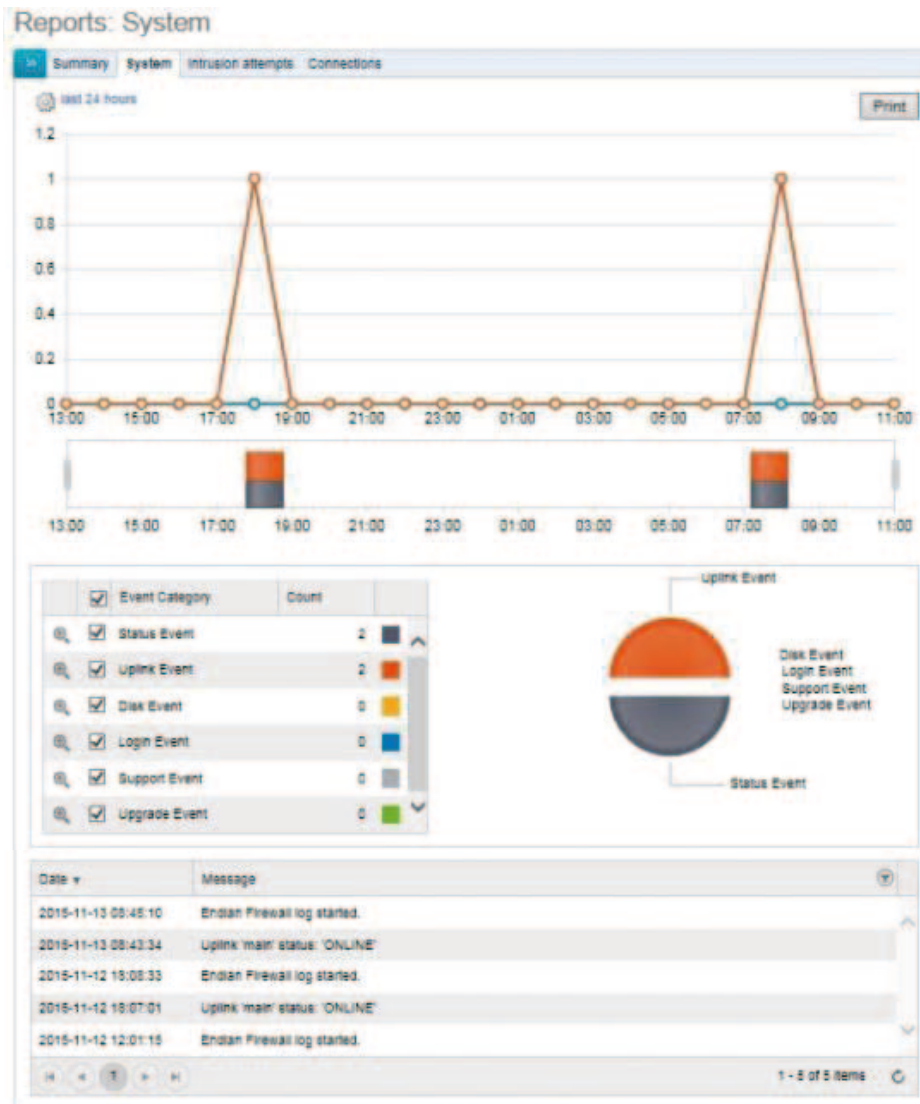 Reports: System
Summary System Intrusion attempts Connections
last 24 hours
Print
1.2
1
0.8
0.6
0.4
0.2
0
13:00 15:00 17:00 19:00 21:00 23:00 01:00 03:00 05:00 07:00 09:00 11:00
13:00 15:00 17:00 19:00 21:00 23:00 01:00 03:00 05:00 07:00 09:00 11:00
Event Category Count
Status Event 2
Uplink Event 2
Disk Event 0
Login Event 0
Support Event 0
Upgrade Event 0
Uplink Event
Disk Event
Login Event
Support Event
Upgrade Event
Status Event
Date Message
2015-11-13 08:45:10 Endian Firewall log started.
2015-11-13 08:43:34 Uplink 'main' status: 'ONLINE'
2015-11-12 18:08:33 Endian Firewall log started.
2015-11-12 18:07:01 Uplink 'main' status: 'ONLINE'
2015-11-12 12:01:15 Endian Firewall log started.
1
1 - 5 of 5 items